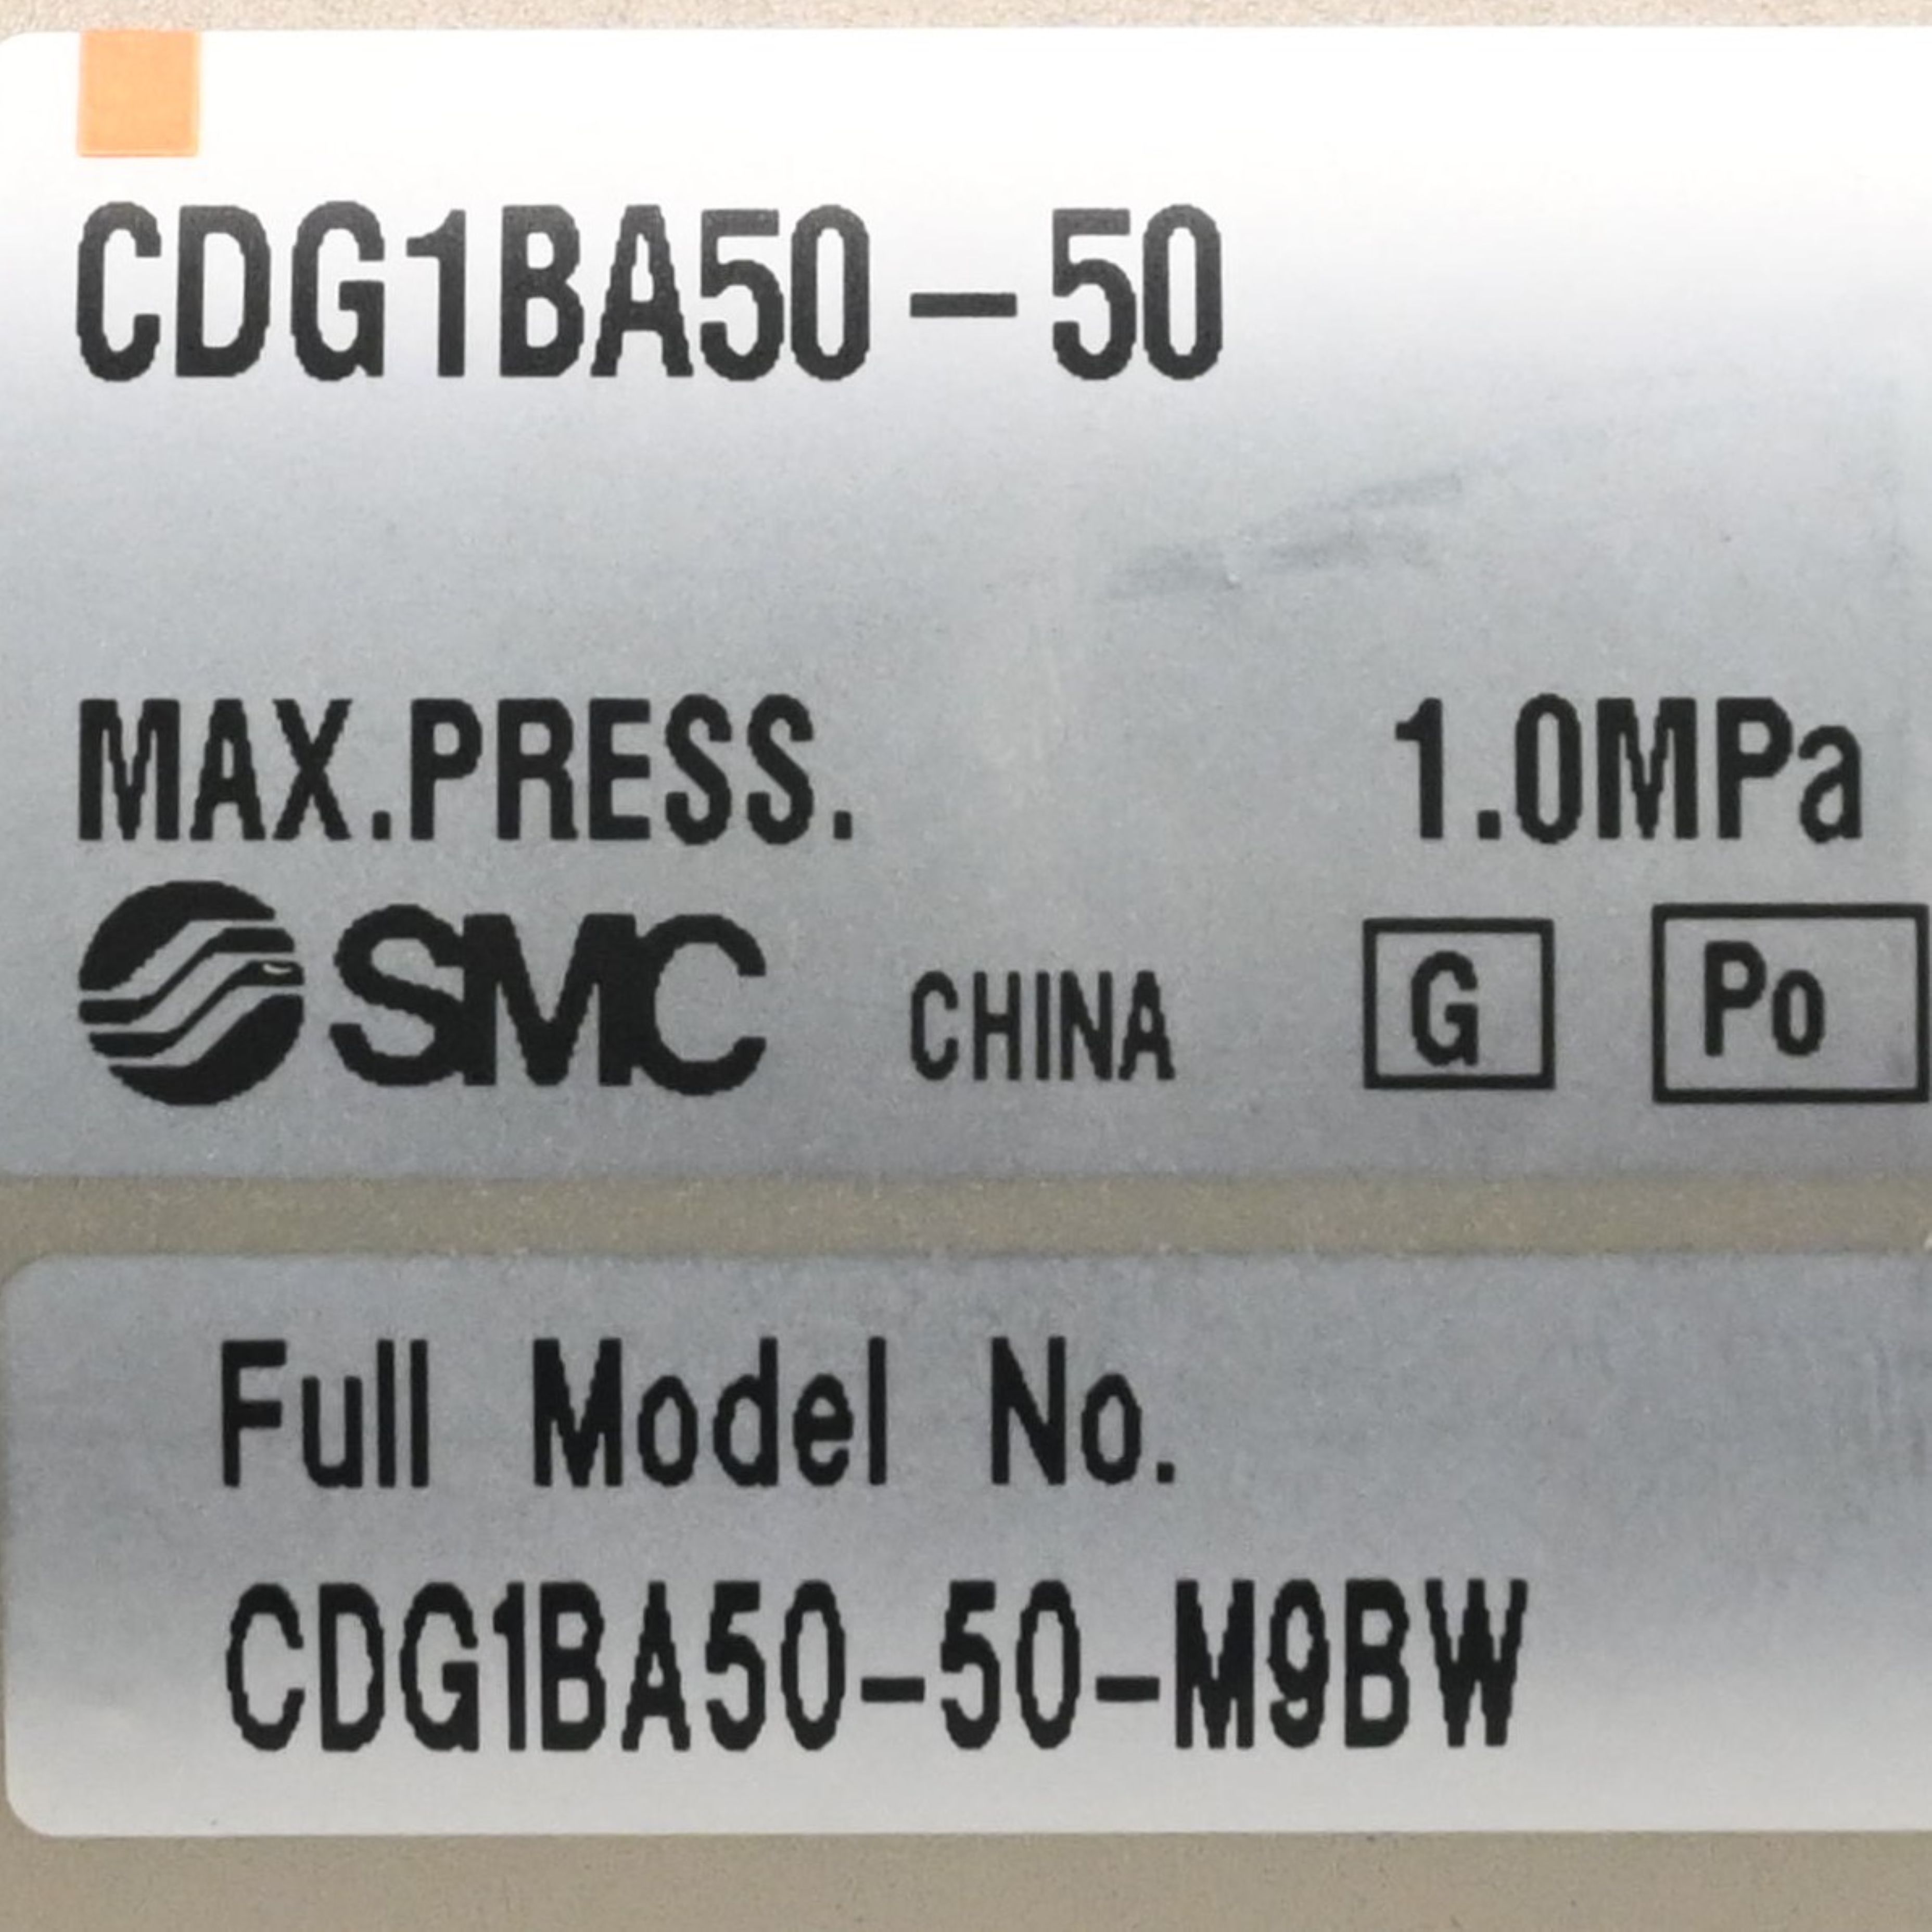 CDG1BA50-50
MAX.PRESS. 1.0MPa
SMC CHINA G Po
Full Model No.
CDG1BA50-50-M9BW